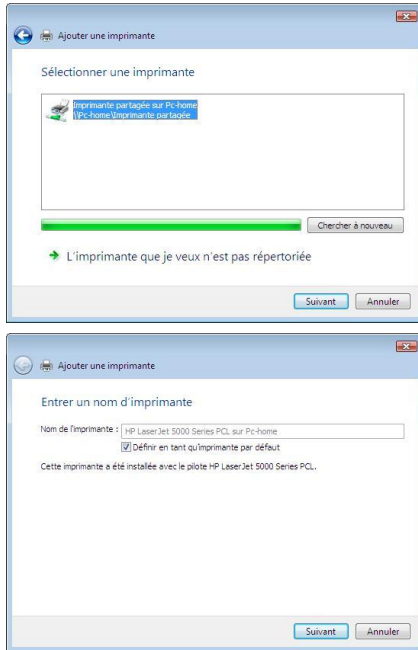 Ajouter une imprimante
Sélectionner une imprimante
Imprimante partagée sur Pc-home
\\Pc-home\Imprimante partagée
Chercher à nouveau
L'imprimante que je veux n'est pas répertoriée
Suivant Annuler
Ajouter une imprimante
Entrer un nom d'imprimante
Nom de l'imprimante : HP LaserJet 5000 Series PCL sur Pc-home
Définir en tant qu'imprimante par défaut
Cette imprimante a été installée avec le pilote HP LaserJet 5000 Series PCL.
Suivant Annuler